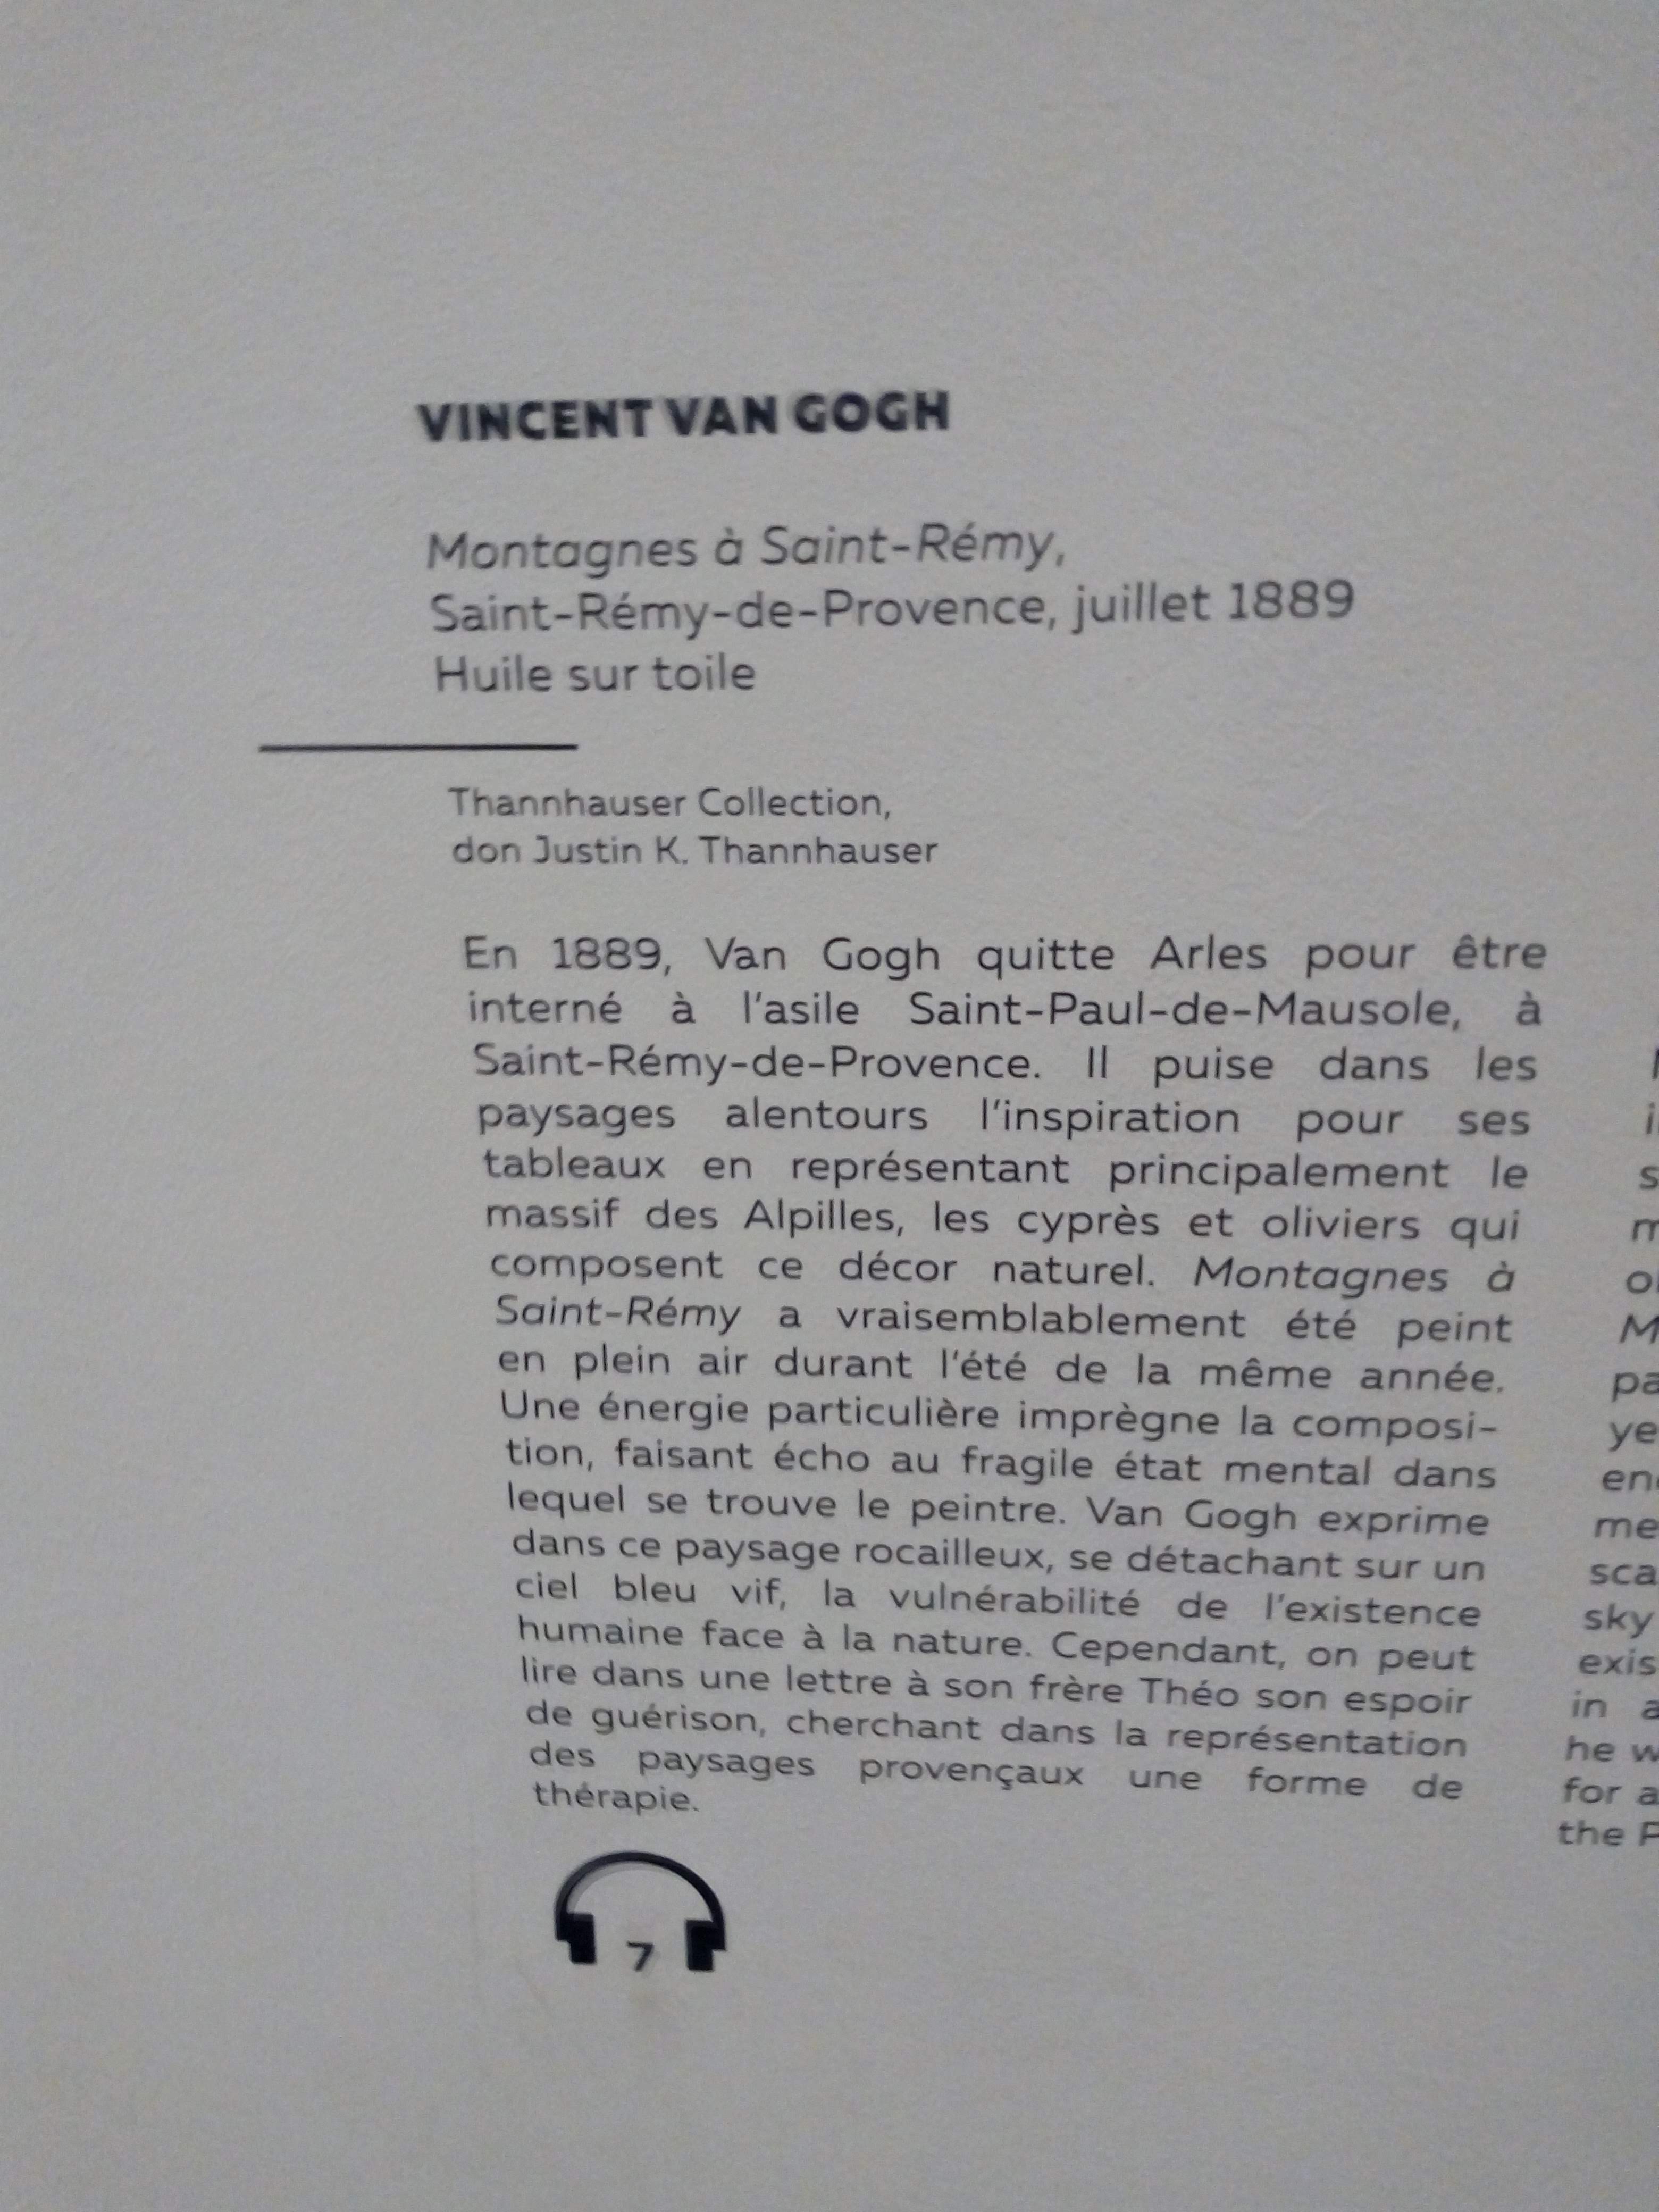 VINCENT VAN GOGH
Montagnes à Saint-Rémy,
Saint-Rémy-de-Provence, juillet 1889
Huile sur toile
Thannhauser Collection,
don Justin K. Thannhauser
En 1889, Van Gogh quitte Arles pour être
interné à l'asile Saint-Paul-de-Mausole, à
Saint-Rémy-de-Provence. Il puise dans les
paysages alentours l'inspiration pour ses
tableaux en représentant principalement le
massif des Alpilles, les cyprès et oliviers qui
composent ce décor naturel. Montagnes à
Saint-Rémy a vraisemblablement été peint
en plein air durant l'été de la même année.
Une énergie particulière imprègne la composi-
tion, faisant écho au fragile état mental dans
lequel se trouve le peintre. Van Gogh exprime
dans ce paysage rocailleux, se détachant sur un
ciel bleu vif, la vulnérabilité de l'existence
humaine face à la nature. Cependant, on peut
lire dans une lettre à son frère Théo son espoir
de guérison, cherchant dans la représentation
des paysages provençaux une forme de
thérapie.
7
sky
in
he
for
the